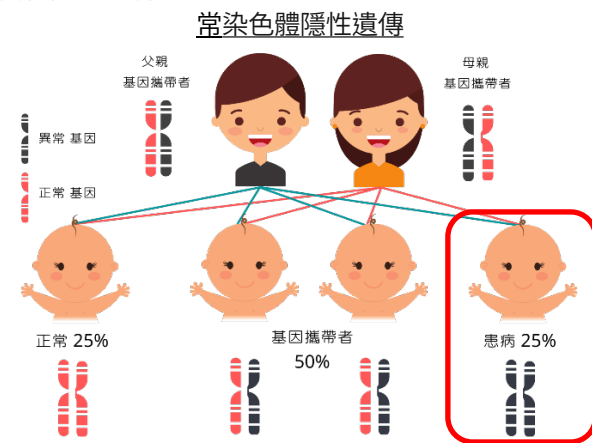 常染色體隱性遺傳
父親
基因攜帶者
母親
基因攜帶者
異常 基因
正常 基因
正常 25%
基因攜帶者
50%
患病 25%